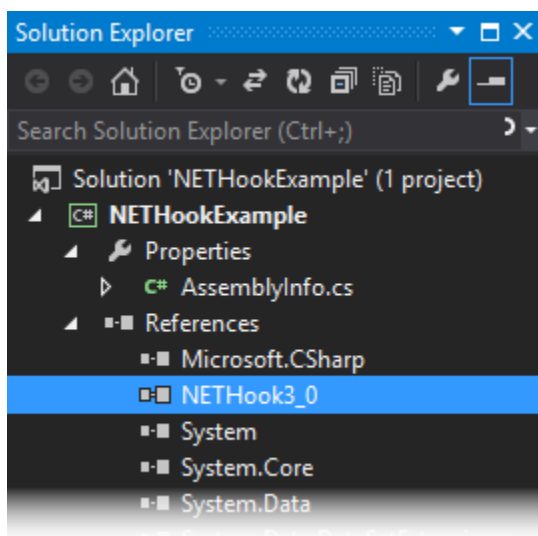 Solution Explorer
Search Solution Explorer (Ctrl+;)
Solution 'NETHookExample' (1 project)
C# NETHookExample
Properties
C# AssemblyInfo.cs
References
Microsoft.CSharp
NETHook3_0
System
System.Core
System.Data